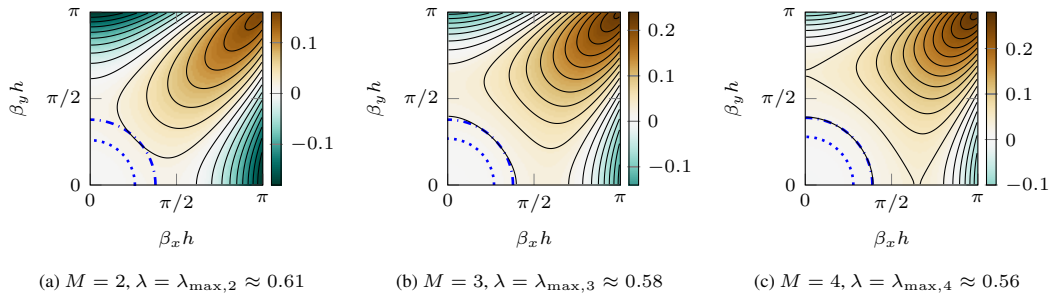 π
π/2
0
β_y h
0
π/2
π
β_x h
0.1
0
−0.1
(a) M = 2, λ = λ_max,2 ≈ 0.61
π
π/2
0
β_y h
0
π/2
π
β_x h
0.2
0.1
0
−0.1
(b) M = 3, λ = λ_max,3 ≈ 0.58
π
π/2
0
β_y h
0
π/2
π
β_x h
0.2
0.1
0
−0.1
(c) M = 4, λ = λ_max,4 ≈ 0.56